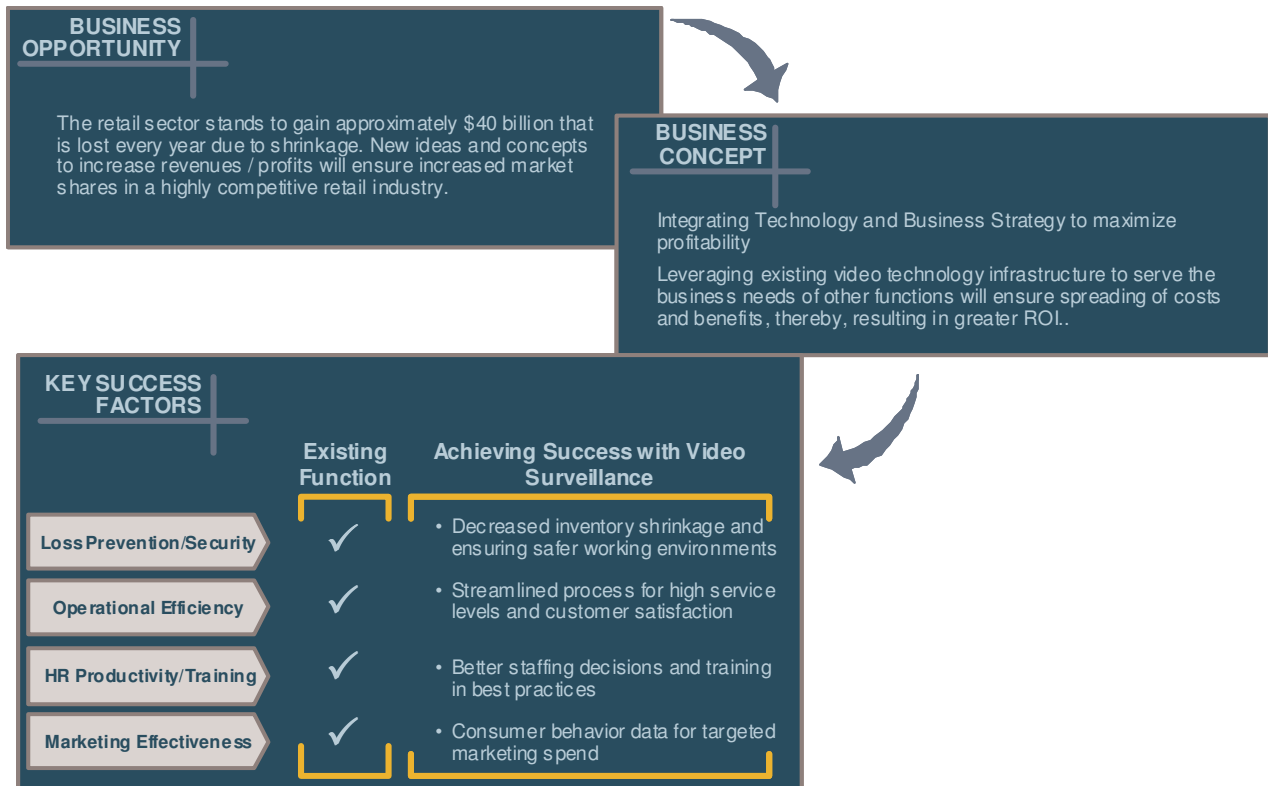 BUSINESS
OPPORTUNITY
The retail sector stands to gain approximately $40 billion that
is lost every year due to shrinkage. New ideas and concepts
to increase revenues / profits will ensure increased market
shares in a highly competitive retail industry.
BUSINESS
CONCEPT
Integrating Technology and Business Strategy to maximize
profitability
Leveraging existing video technology infrastructure to serve the
business needs of other functions will ensure spreading of costs
and benefits, thereby, resulting in greater ROI..
KEY SUCCESS
FACTORS
Existing
Function
Achieving Success with Video
Surveillance
Loss Prevention/Security
✓
• Decreased inventory shrinkage and
ensuring safer working environments
Operational Efficiency
✓
• Streamlined process for high service
levels and customer satisfaction
HR Productivity/Training
✓
• Better staffing decisions and training
in best practices
Marketing Effectiveness
✓
• Consumer behavior data for targeted
marketing spend